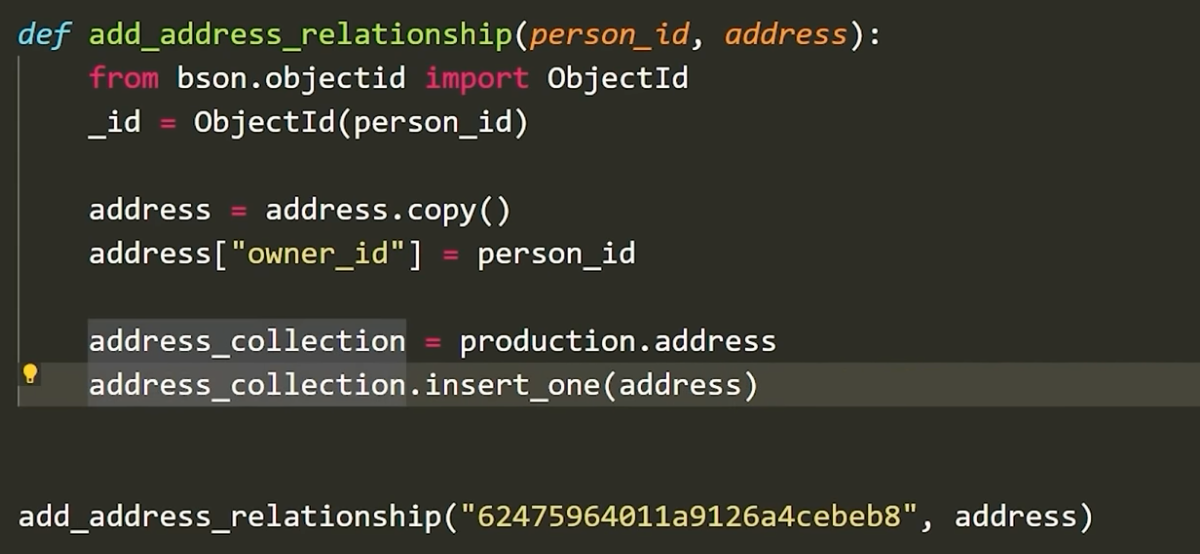 def add_address_relationship(person_id, address):
    from bson.objectid import ObjectId
    _id = ObjectId(person_id)

    address = address.copy()
    address["owner_id"] = person_id

    address_collection = production.address
    address_collection.insert_one(address)

add_address_relationship("62475964011a9126a4cebeb8", address)